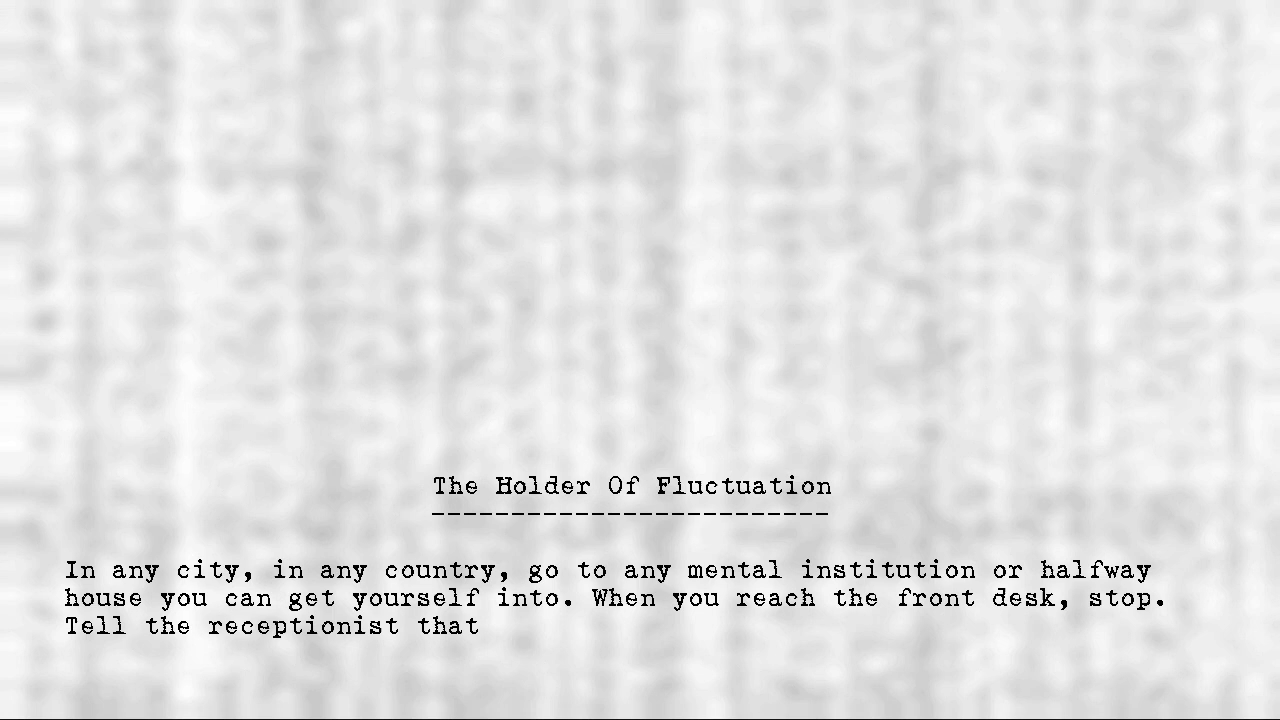 The Holder Of Fluctuation
-------------------------
In any city, in any country, go to any mental institution or halfway
house you can get yourself into. When you reach the front desk, stop.
Tell the receptionist that